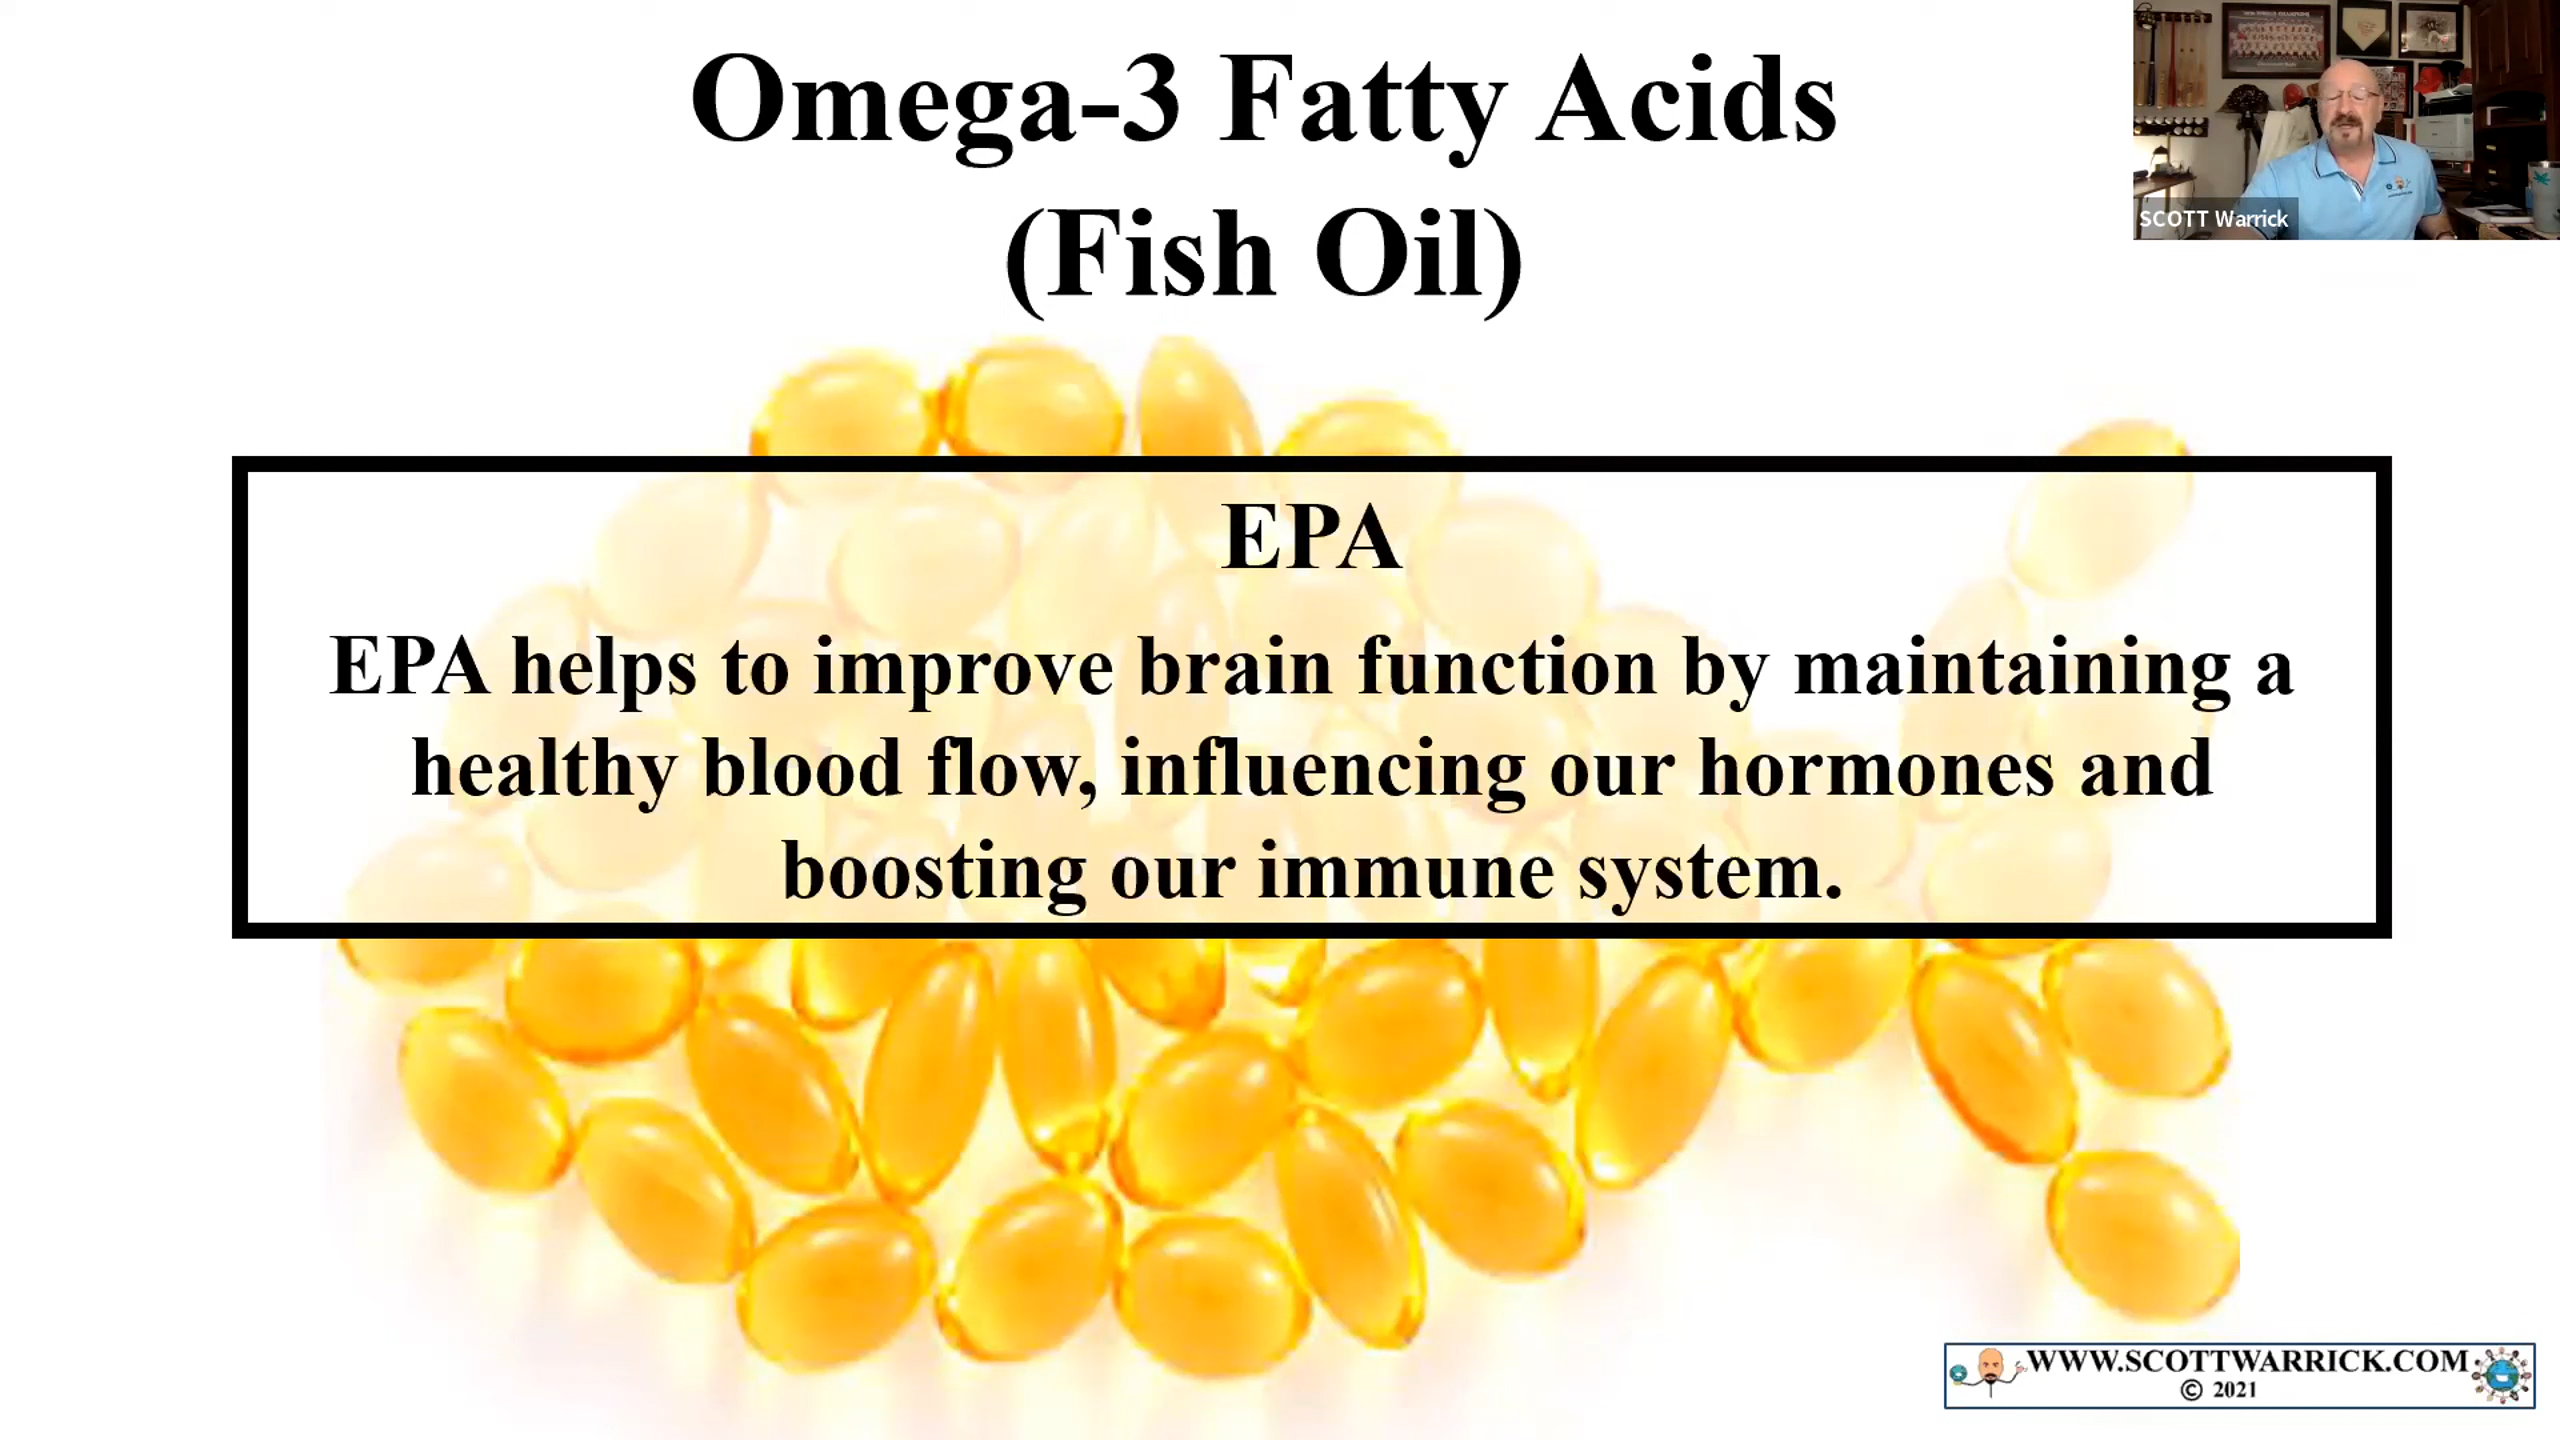 Omega-3 Fatty Acids
(Fish Oil)
SCOTT Warrick
EPA
EPA helps to improve brain function by maintaining a
healthy blood flow, influencing our hormones and
boosting our immune system.
WWW.SCOTTWARRICK.COM
© 2021